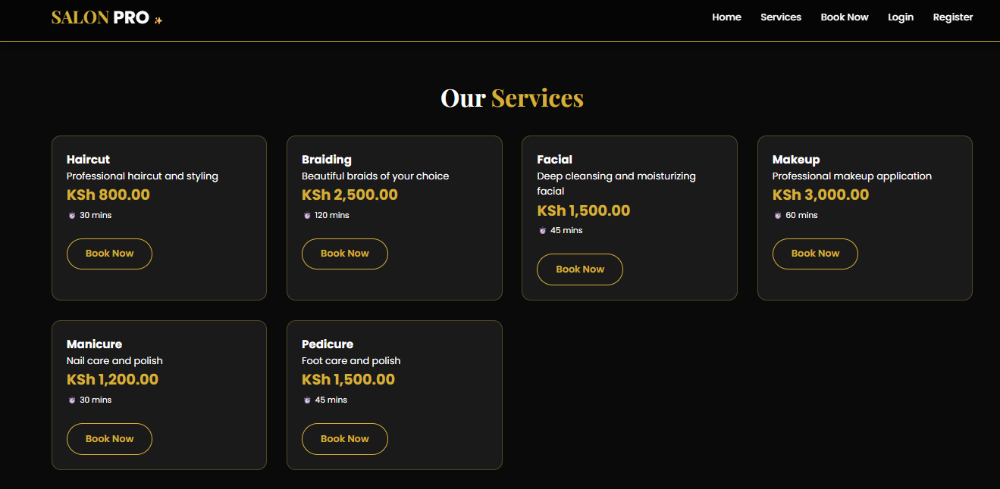 SALON PRO
Home Services Book Now Login Register
Our Services
Haircut
Professional haircut and styling
KSh 800.00
30 mins
Book Now
Braiding
Beautiful braids of your choice
KSh 2,500.00
120 mins
Book Now
Facial
Deep cleansing and moisturizing
facial
KSh 1,500.00
45 mins
Book Now
Makeup
Professional makeup application
KSh 3,000.00
60 mins
Book Now
Manicure
Nail care and polish
KSh 1,200.00
30 mins
Book Now
Pedicure
Foot care and polish
KSh 1,500.00
45 mins
Book Now